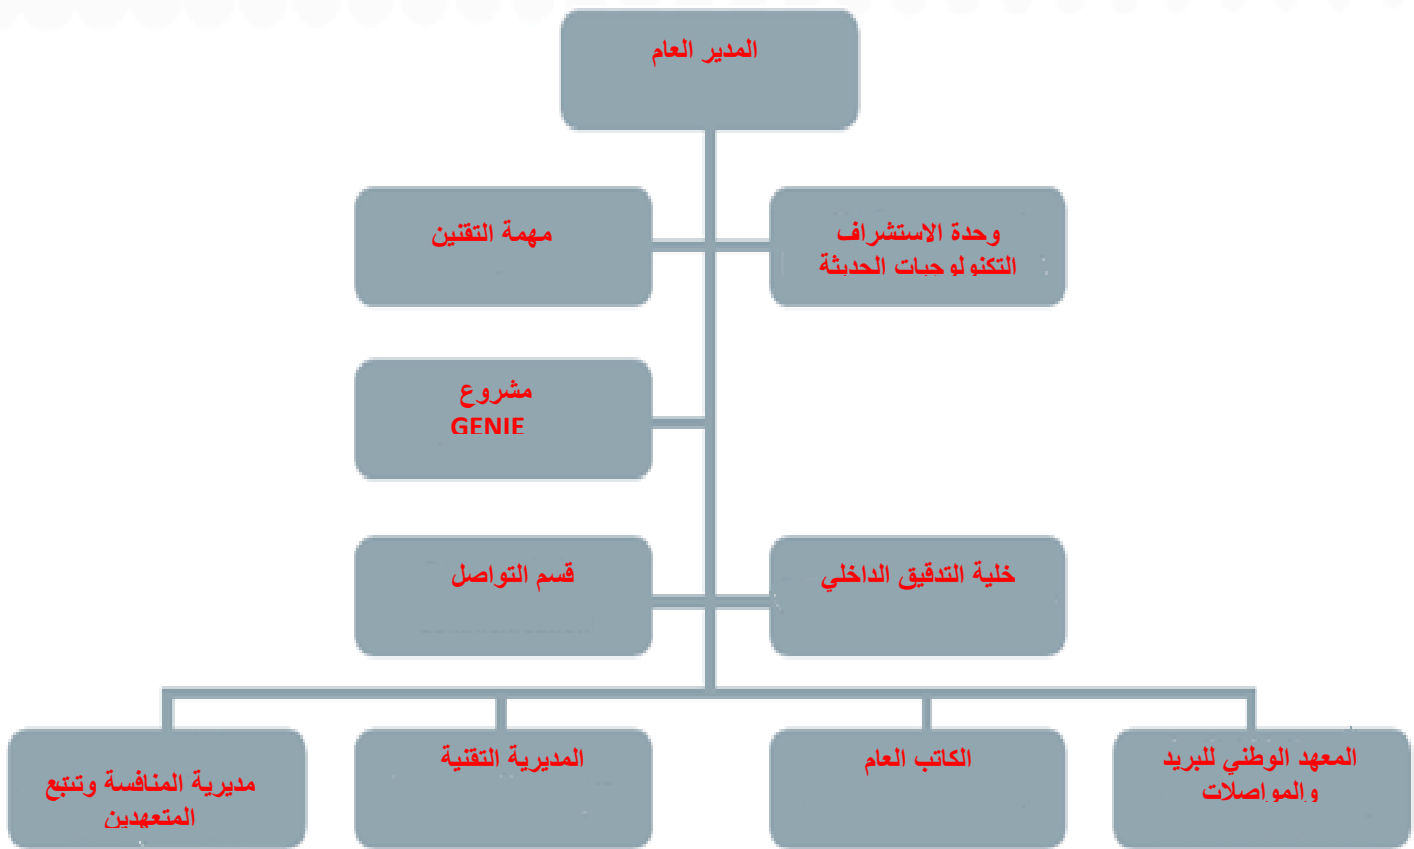 المدير العام
وحدة الاستشراف
التكنولوجيات الحديثة
مهمة التقنين
مشروع
GENIE
خلية التدقيق الداخلي
قسم التواصل
المعهد الوطني للبريد
والمواصلات
الكاتب العام
المديرية التقنية
مديرية المنافسة وتتبع
المتعهدين